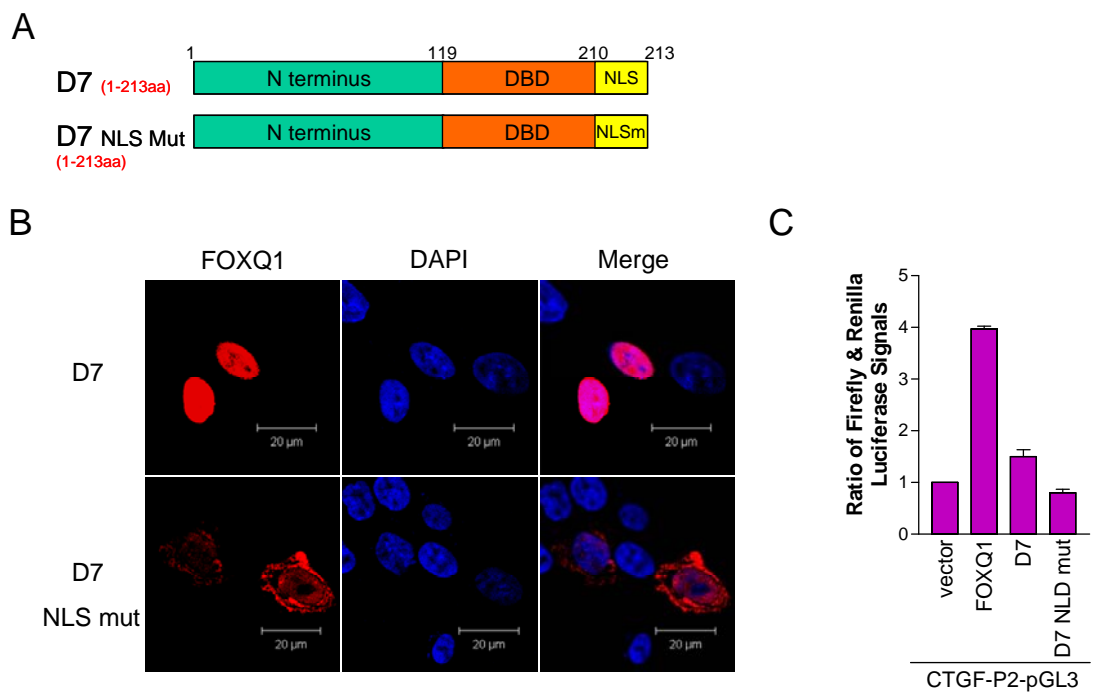 A
1 119 210 213
D7 (1-213aa)
N terminus DBD NLS
D7 NLS Mut
(1-213aa)
N terminus DBD NLSm
B
FOXQ1 DAPI Merge
D7
20 µm 20 µm 20 µm
D7
NLS mut
20 µm 20 µm 20 µm
C
Ratio of Firefly & Renilla
Luciferase Signals
5
4
3
2
1
0
vector
FOXQ1
D7
D7 NLD mut
CTGF-P2-pGL3